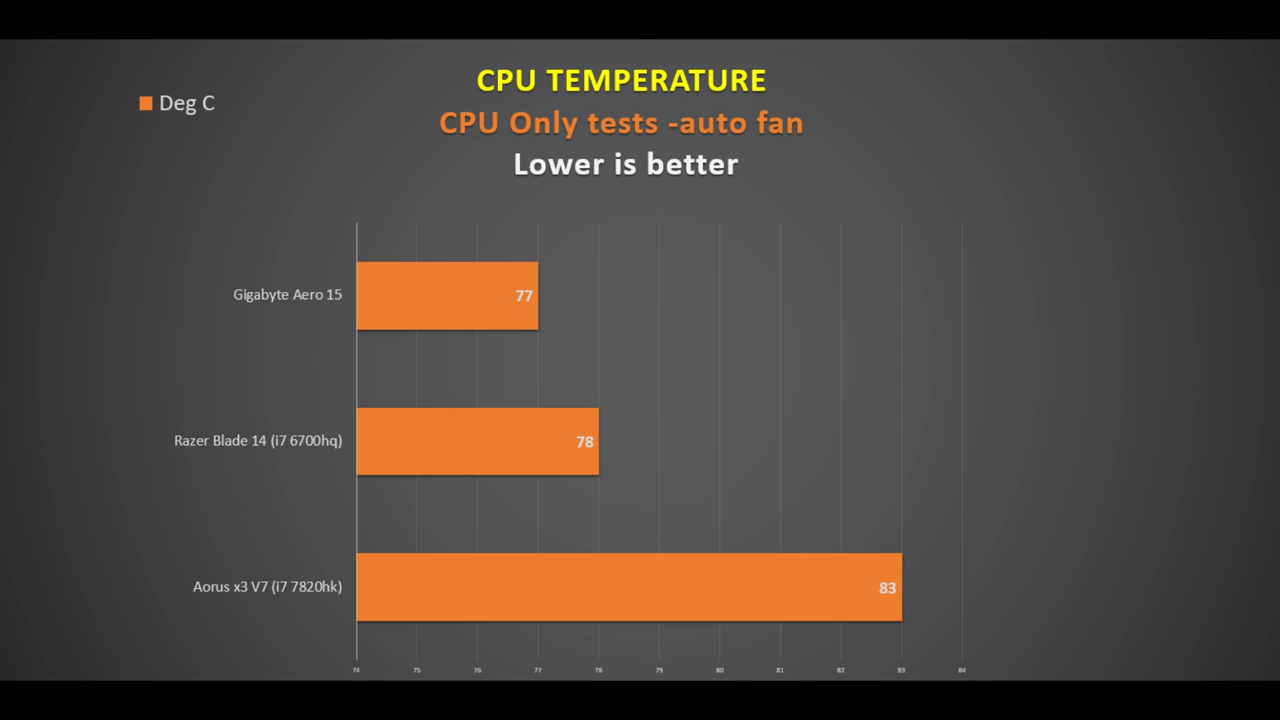 CPU TEMPERATURE
CPU Only tests -auto fan
Lower is better
Deg C
Gigabyte Aero 15
77
Razer Blade 14 (i7 6700hq)
78
Aorus x3 V7 (i7 7820hk)
83
74 75 76 77 78 79 80 81 82 83 84